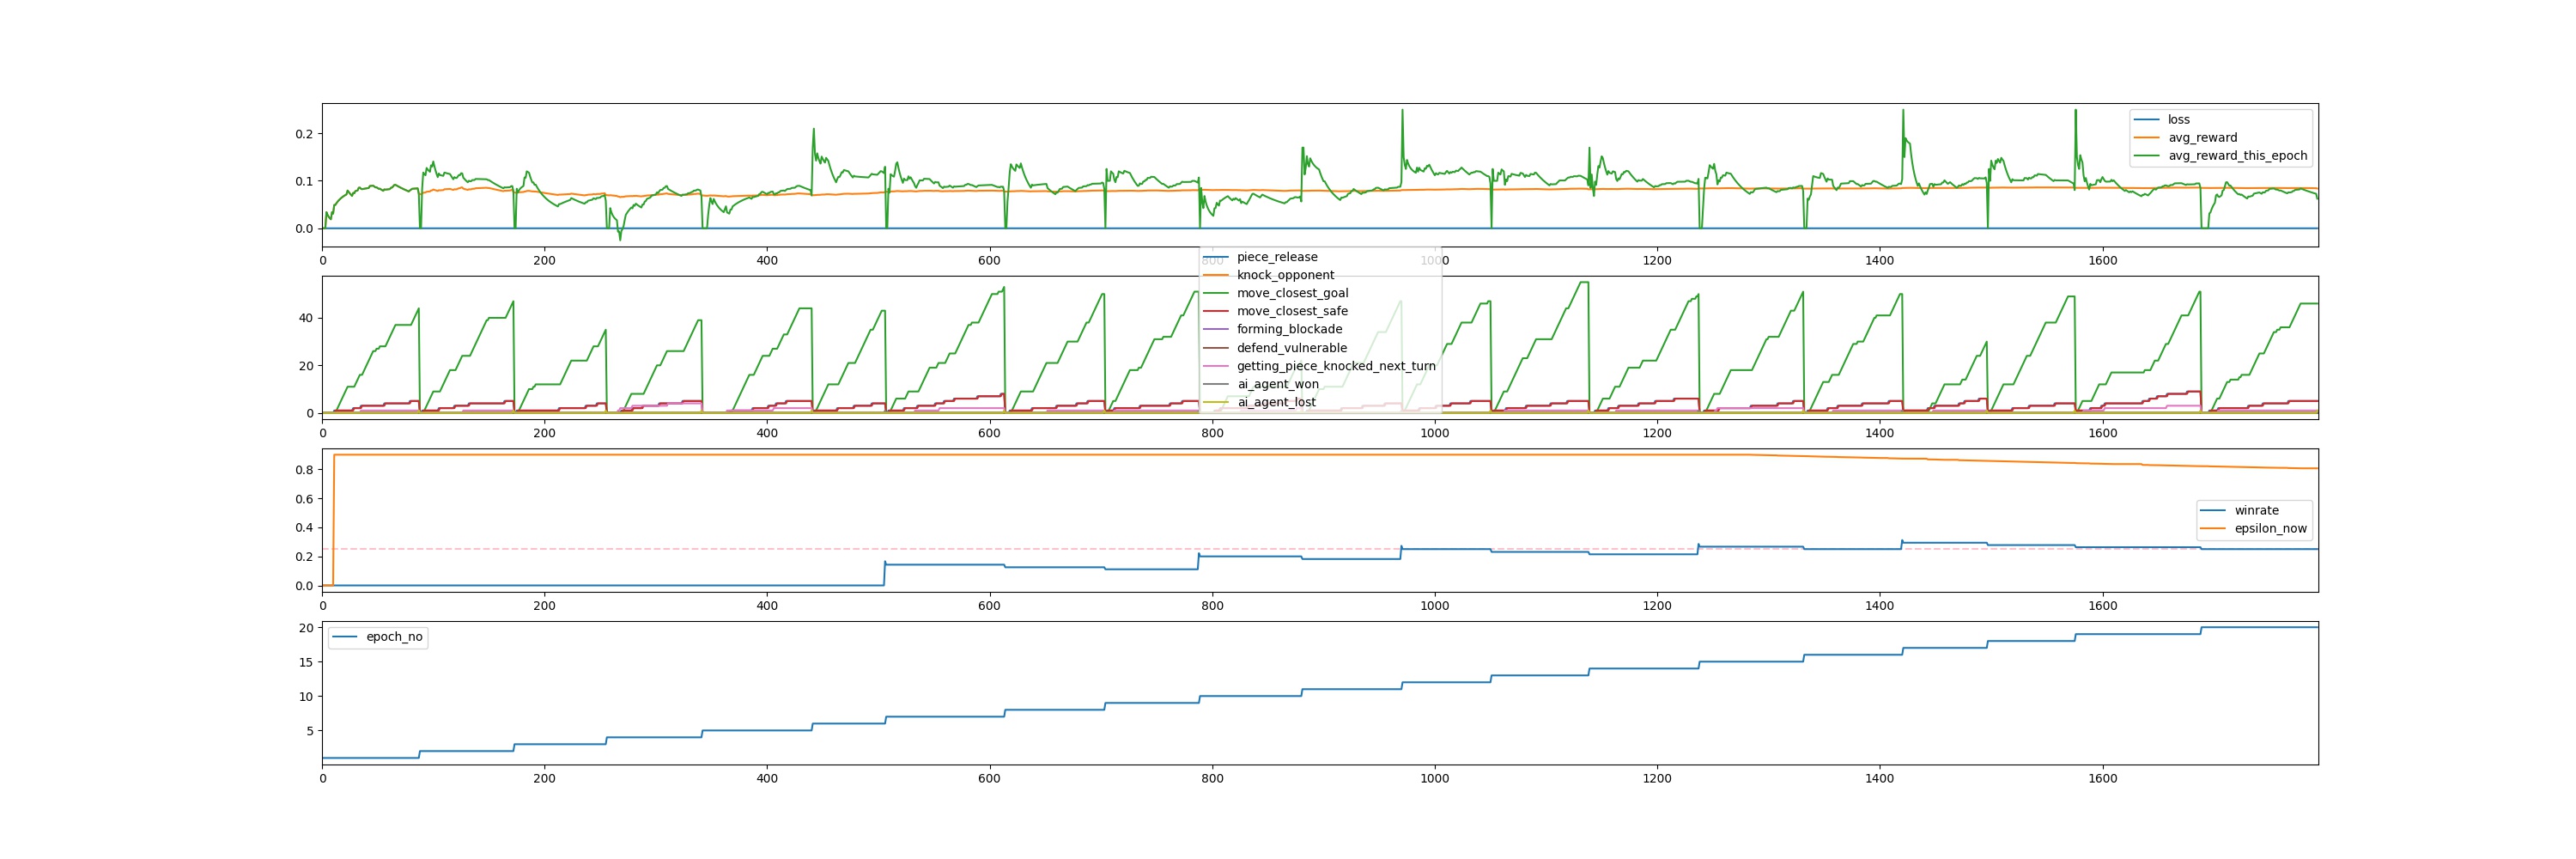 0.2
0.1
0.0
loss
avg_reward
avg_reward_this_epoch
0 200 400 600 800 1000 1200 1400 1600
40
20
0
piece_release
knock_opponent
move_closest_goal
move_closest_safe
forming_blockade
defend_vulnerable
getting_piece_knocked_next_turn
ai_agent_won
ai_agent_lost
0 200 400 600 800 1000 1200 1400 1600
0.8
0.6
0.4
0.2
0.0
winrate
epsilon_now
0 200 400 600 800 1000 1200 1400 1600
20
15
10
5
epoch_no
0 200 400 600 800 1000 1200 1400 1600